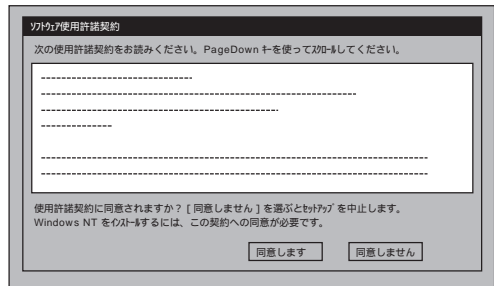 ｿﾌﾄｳｪｱ使用許諾契約
次の使用許諾契約をお読みください。PageDown ｷｰを使ってｽｸﾛｰﾙしてください。
使用許諾契約に同意されますか？ [ 同意しません ] を選ぶとｾｯﾄｱｯﾌﾟを中止します。
Windows NT をｲﾝｽﾄｰﾙするには、この契約への同意が必要です。
同意します
同意しません